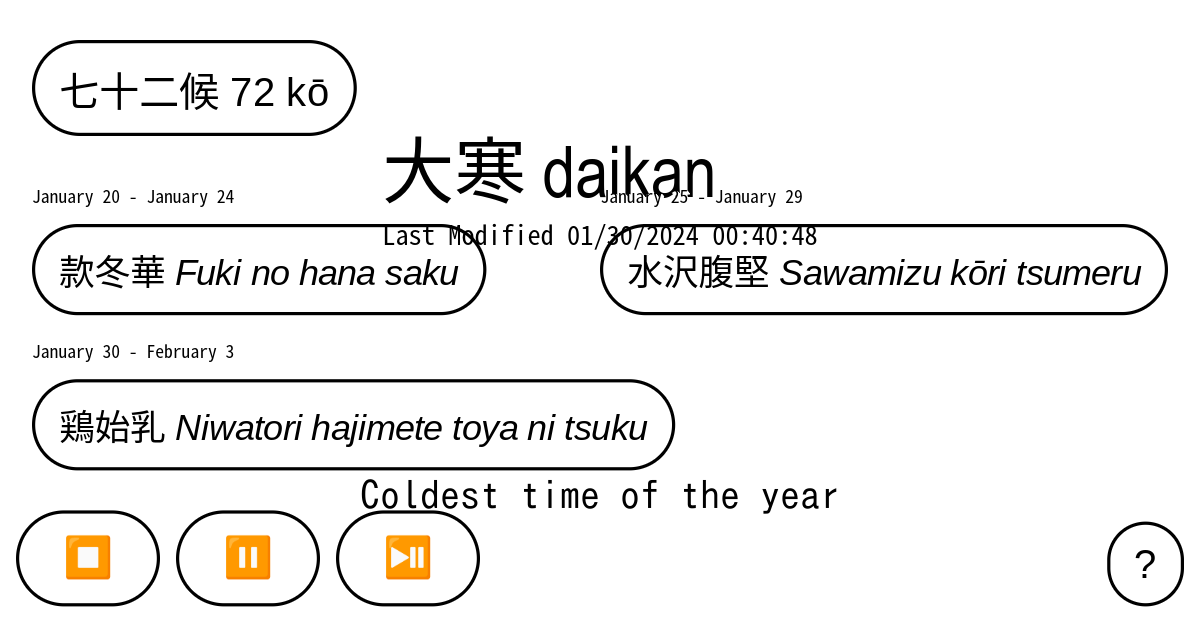 七十二候 72 kō
大寒 daikan
January 20 - January 24
January 25 - January 29
Last Modified 01/30/2024 00:40:48
款冬華 Fuki no hana saku
水沢腹堅 Sawamizu kōri tsumeru
January 30 - February 3
鶏始乳 Niwatori hajimete toya ni tsuku
Coldest time of the year
?